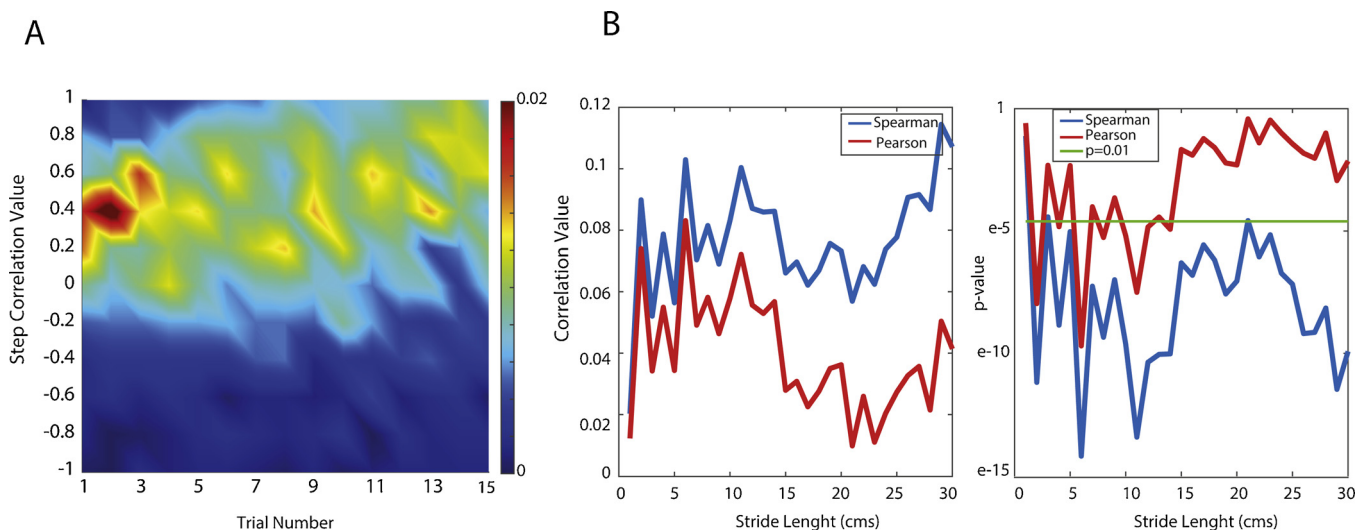 A
B
Step Correlation Value
1
0.8
0.6
0.4
0.2
0
-0.2
-0.4
-0.6
-0.8
-1
1 3 5 7 9 11 13 15
Trial Number
0.02
0
Correlation Value
0.12
0.1
0.08
0.06
0.04
0.02
0
0 5 10 15 20 25 30
Stride Lenght (cms)
Spearman
Pearson
p-value
1
e-5
e-10
e-15
0 5 10 15 20 25 30
Stride Lenght (cms)
Spearman
Pearson
p=0.01